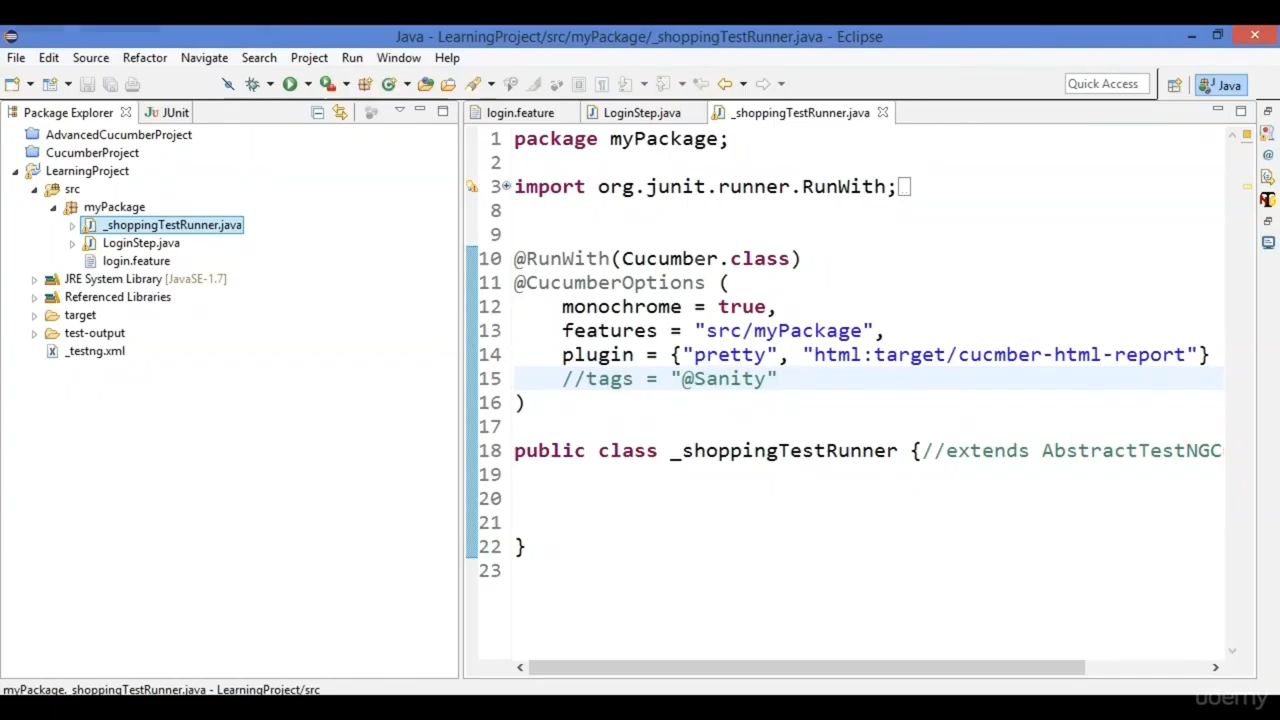 Java - LearningProject/src/myPackage/_shoppingTestRunner.java - Eclipse
File Edit Source Refactor Navigate Search Project Run Window Help
Quick Access
Java
Package Explorer
JUnit
AdvancedCucumberProject
CucumberProject
LearningProject
src
myPackage
_shoppingTestRunner.java
LoginStep.java
login.feature
JRE System Library [JavaSE-1.7]
Referenced Libraries
target
test-output
_testng.xml
login.feature
LoginStep.java
_shoppingTestRunner.java
1 package myPackage;
2
3 import org.junit.runner.RunWith;
8
9
10 @RunWith(Cucumber.class)
11 @CucumberOptions (
12 monochrome = true,
13 features = "src/myPackage",
14 plugin = {"pretty", "html:target/cucmber-html-report"}
15 //tags = "@Sanity"
16 )
17
18 public class _shoppingTestRunner {//extends AbstractTestNGC
19
20
21
22 }
23
myPackage._shoppingTestRunner.java - LearningProject/src
udemy